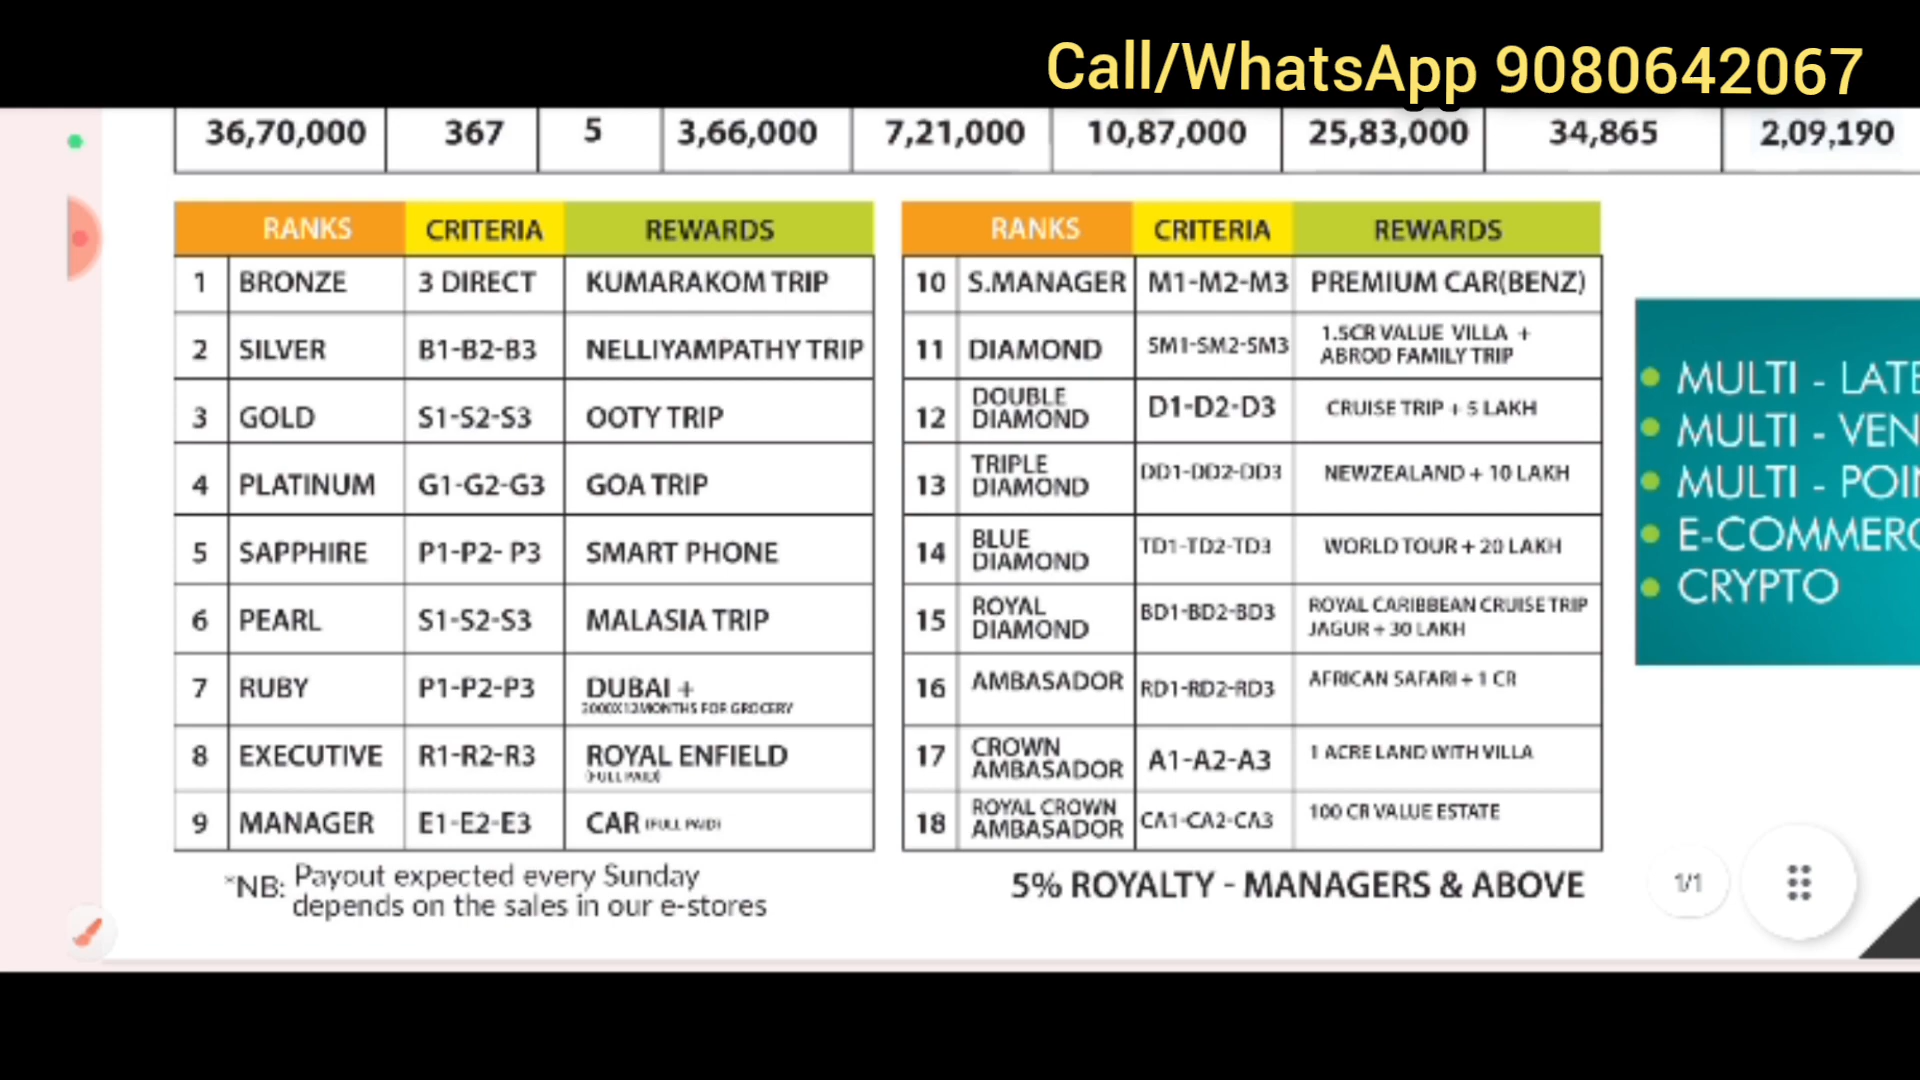 Call/WhatsApp 9080642067
36,70,000 367 5 3,66,000 7,21,000 10,87,000 25,83,000 34,865 2,09,190
RANKS CRITERIA REWARDS
1 BRONZE 3 DIRECT KUMARAKOM TRIP
2 SILVER B1-B2-B3 NELLIYAMPATHY TRIP
3 GOLD S1-S2-S3 OOTY TRIP
4 PLATINUM G1-G2-G3 GOA TRIP
5 SAPPHIRE P1-P2- P3 SMART PHONE
6 PEARL S1-S2-S3 MALASIA TRIP
7 RUBY P1-P2-P3 DUBAI +
MONTHS FOR GROCERY
8 EXECUTIVE R1-R2-R3 ROYAL ENFIELD
(FULL PAID)
9 MANAGER E1-E2-E3 CAR (FULL PAID)
*NB: Payout expected every Sunday
depends on the sales in our e-stores
RANKS CRITERIA REWARDS
10 S.MANAGER M1-M2-M3 PREMIUM CAR(BENZ)
11 DIAMOND SM1-SM2-SM3 1.5CR VALUE VILLA +
ABROD FAMILY TRIP
12 DOUBLE
DIAMOND D1-D2-D3 CRUISE TRIP + 5 LAKH
13 TRIPLE
DIAMOND DD1-DD2-DD3 NEWZEALAND + 10 LAKH
14 BLUE
DIAMOND TD1-TD2-TD3 WORLD TOUR + 20 LAKH
15 ROYAL
DIAMOND BD1-BD2-BD3 ROYAL CARIBBEAN CRUISE TRIP
JAGUR + 30 LAKH
16 AMBASADOR RD1-RD2-RD3 AFRICAN SAFARI + 1 CR
17 CROWN
AMBASADOR A1-A2-A3 1 ACRE LAND WITH VILLA
18 ROYAL CROWN
AMBASADOR CA1-CA2-CA3 100 CR VALUE ESTATE
5% ROYALTY - MANAGERS & ABOVE
MULTI - LATE
MULTI - VEN
MULTI - POI
E-COMMERC
CRYPTO
1/1